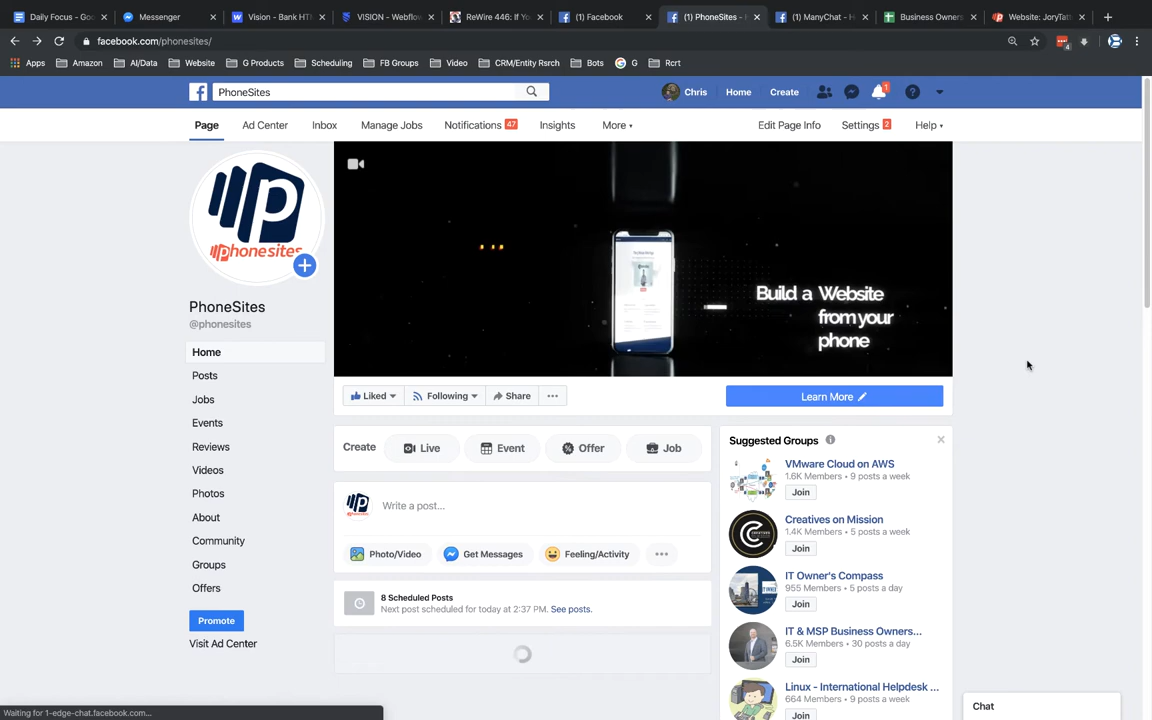 Daily Focus - Goo
Messenger
Vision - Bank HT
VISION - Webflow
ReWire 446: If Yo
(1) Facebook
(1) PhoneSites -
(1) ManyChat - H
Business Owners
Website: JoryTat
facebook.com/phonesites/
4
Apps Amazon AI/Data Website G Products Scheduling FB Groups Video CRM/Entity Rsrch Bots G Rcrt
PhoneSites
Chris Home Create 1
Page Ad Center Inbox Manage Jobs Notifications 47 Insights More Edit Page Info Settings 2 Help
phonesites
PhoneSites
@phonesites
Build a Website
from your
phone
Home
Posts
Jobs
Events
Reviews
Videos
Photos
About
Community
Groups
Offers
Promote
Visit Ad Center
Liked Following Share ... Learn More
Create Live Event Offer Job
Write a post...
Photo/Video Get Messages Feeling/Activity ...
8 Scheduled Posts
Next post scheduled for today at 2:37 PM. See posts.
Suggested Groups
VMware Cloud on AWS
1.6K Members • 9 posts a week
Join
Creatives on Mission
1.4K Members • 5 posts a week
Join
IT Owner's Compass
955 Members • 5 posts a day
Join
IT & MSP Business Owners...
6.5K Members • 30 posts a day
Join
Linux - International Helpdesk ...
664 Members • 9 posts a week
Join
Chat
Waiting for 1-edge-chat.facebook.com...